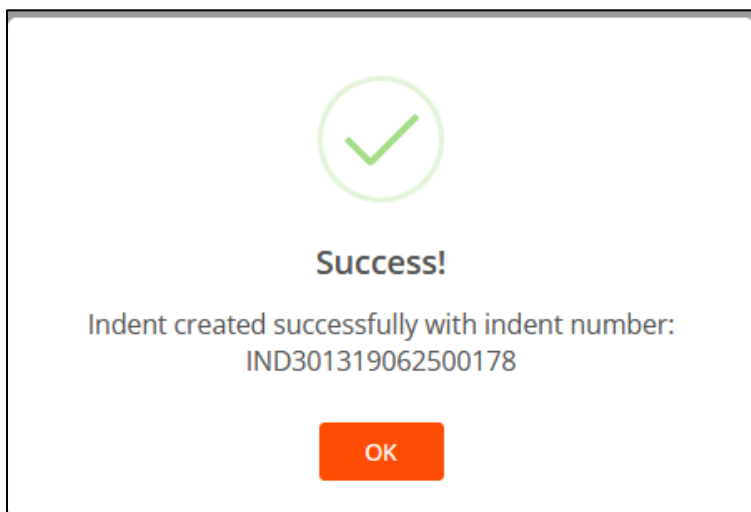 Success!
Indent created successfully with indent number:
IND301319062500178
OK